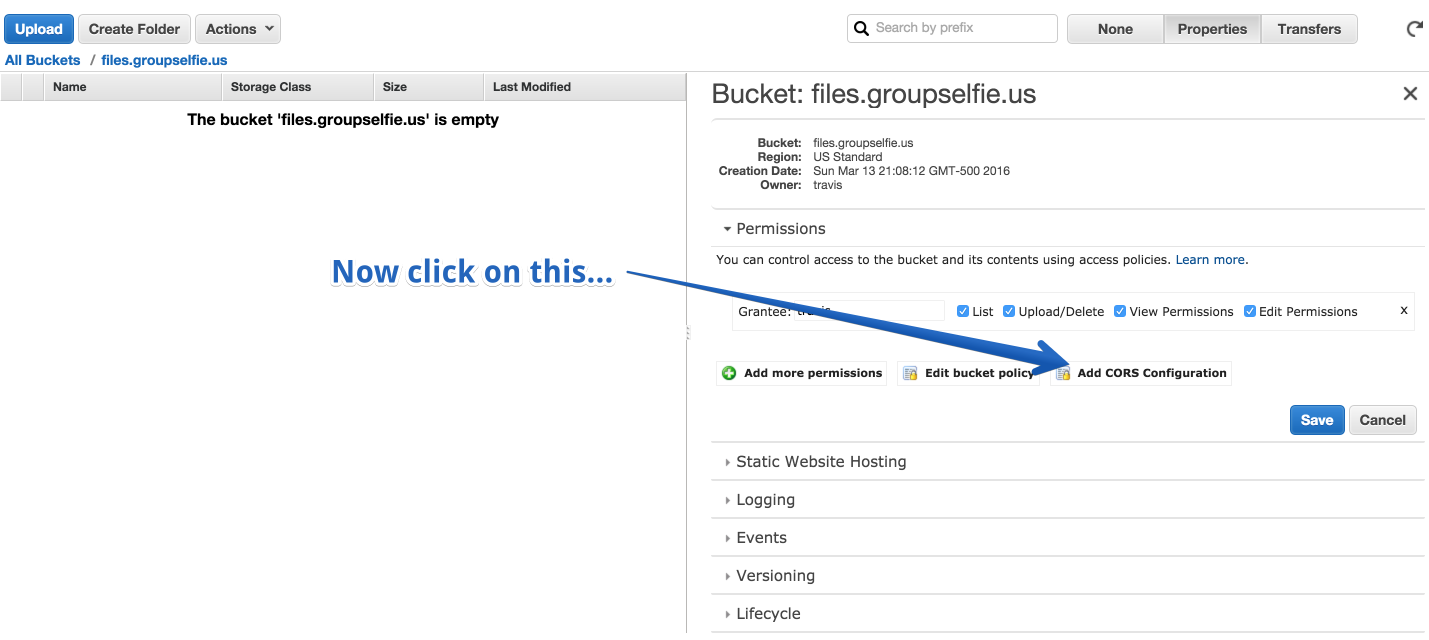 Upload Create Folder Actions Search by prefix None Properties Transfers
All Buckets / files.groupselfie.us
Name Storage Class Size Last Modified
The bucket 'files.groupselfie.us' is empty
Bucket: files.groupselfie.us
Bucket: files.groupselfie.us
Region: US Standard
Creation Date: Sun Mar 13 21:08:12 GMT-500 2016
Owner: travis
Permissions
You can control access to the bucket and its contents using access policies. Learn more.
Now click on this...
Grantee: travis List Upload/Delete View Permissions Edit Permissions x
Add more permissions Edit bucket policy Add CORS Configuration
Save Cancel
Static Website Hosting
Logging
Events
Versioning
Lifecycle